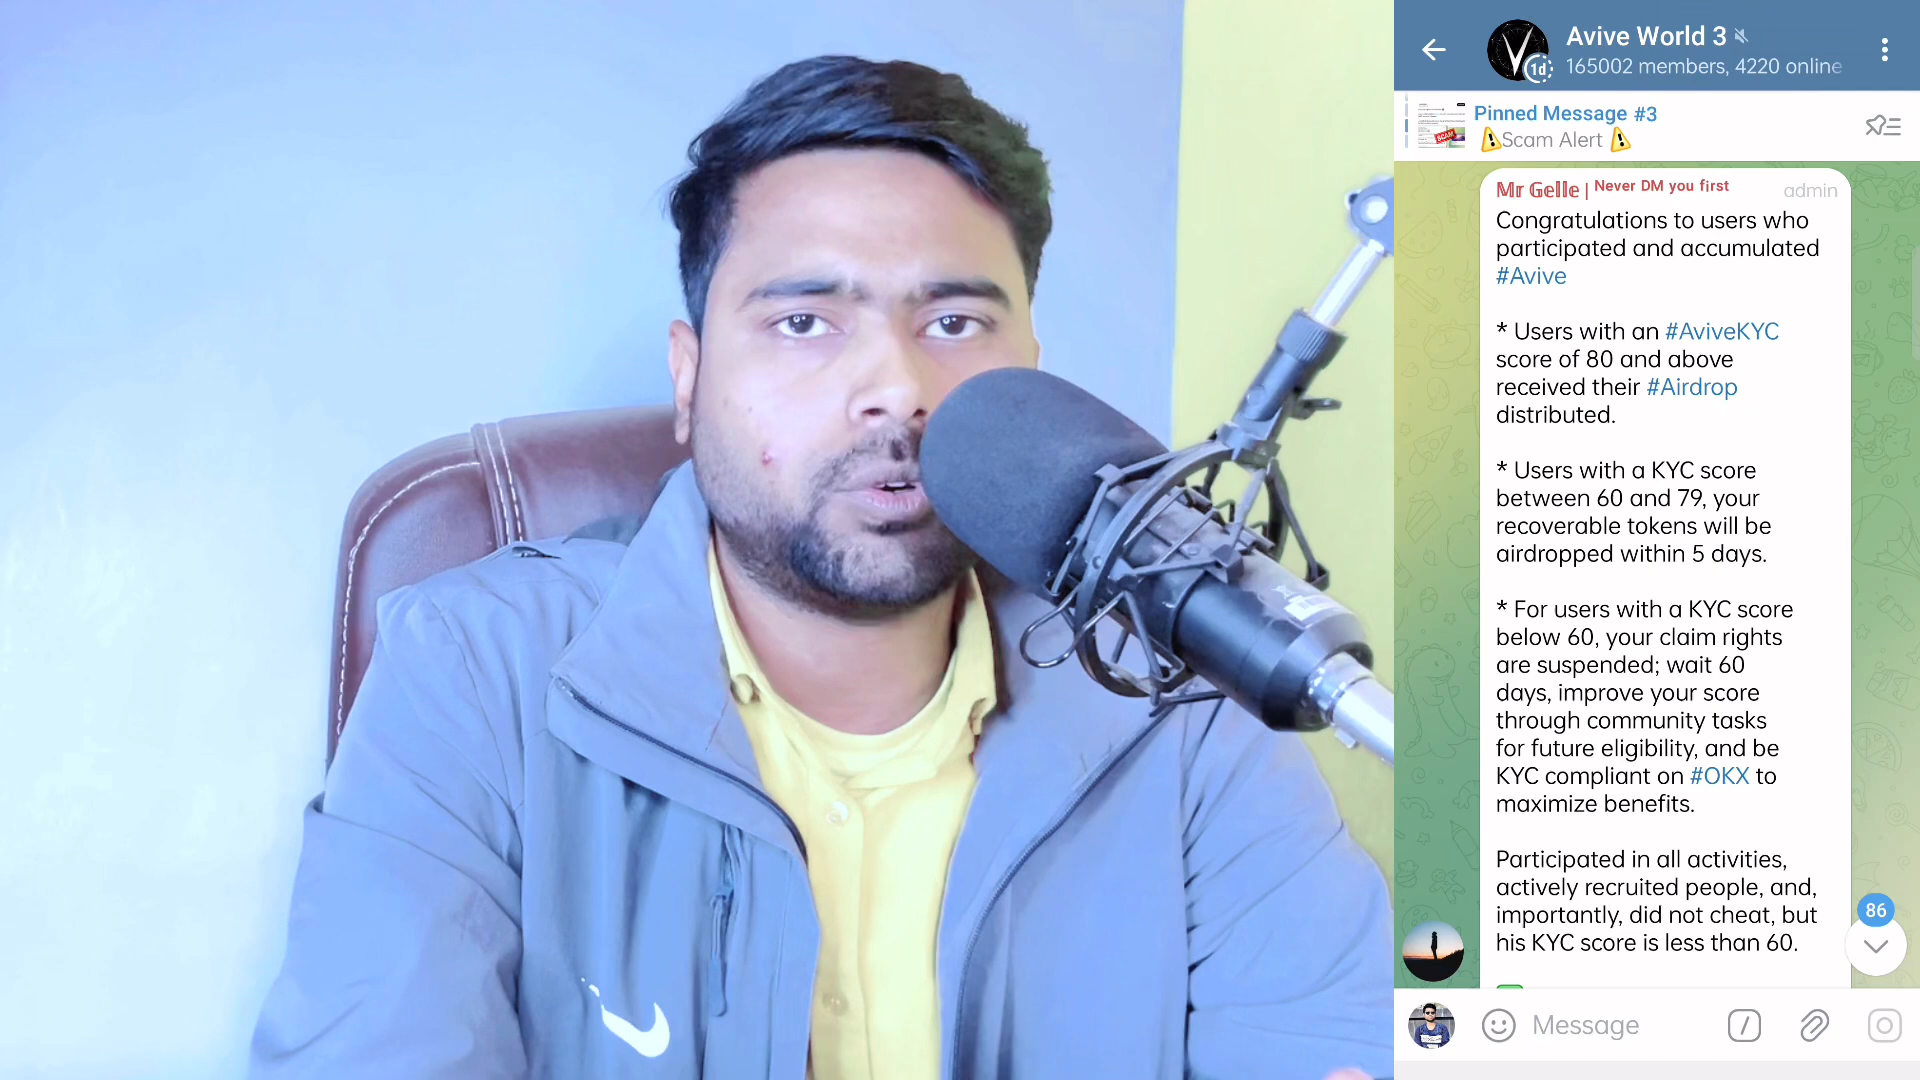 Avive World 3
1d
165002 members, 4220 online
Pinned Message #3
⚠️Scam Alert ⚠️
SCAM
Mr Gelle | Never DM you first
admin
Congratulations to users who
participated and accumulated
#Avive
* Users with an #AviveKYC
score of 80 and above
received their #Airdrop
distributed.
* Users with a KYC score
between 60 and 79, your
recoverable tokens will be
airdropped within 5 days.
* For users with a KYC score
below 60, your claim rights
are suspended; wait 60
days, improve your score
through community tasks
for future eligibility, and be
KYC compliant on #OKX to
maximize benefits.
Participated in all activities,
actively recruited people, and,
importantly, did not cheat, but
his KYC score is less than 60.
86
Message